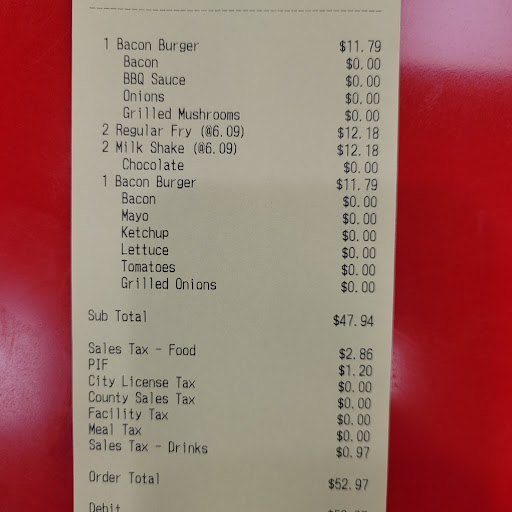 1 Bacon Burger $11.79
Bacon $0.00
BBQ Sauce $0.00
Onions $0.00
Grilled Mushrooms $0.00
2 Regular Fry (@6.09) $12.18
2 Milk Shake (@6.09) $12.18
Chocolate $0.00
1 Bacon Burger $11.79
Bacon $0.00
Mayo $0.00
Ketchup $0.00
Lettuce $0.00
Tomatoes $0.00
Grilled Onions $0.00
Sub Total $47.94
Sales Tax - Food $2.86
PIF $1.20
City License Tax $0.00
County Sales Tax $0.00
Facility Tax $0.00
Meal Tax $0.00
Sales Tax - Drinks $0.97
Order Total $52.97
Debit